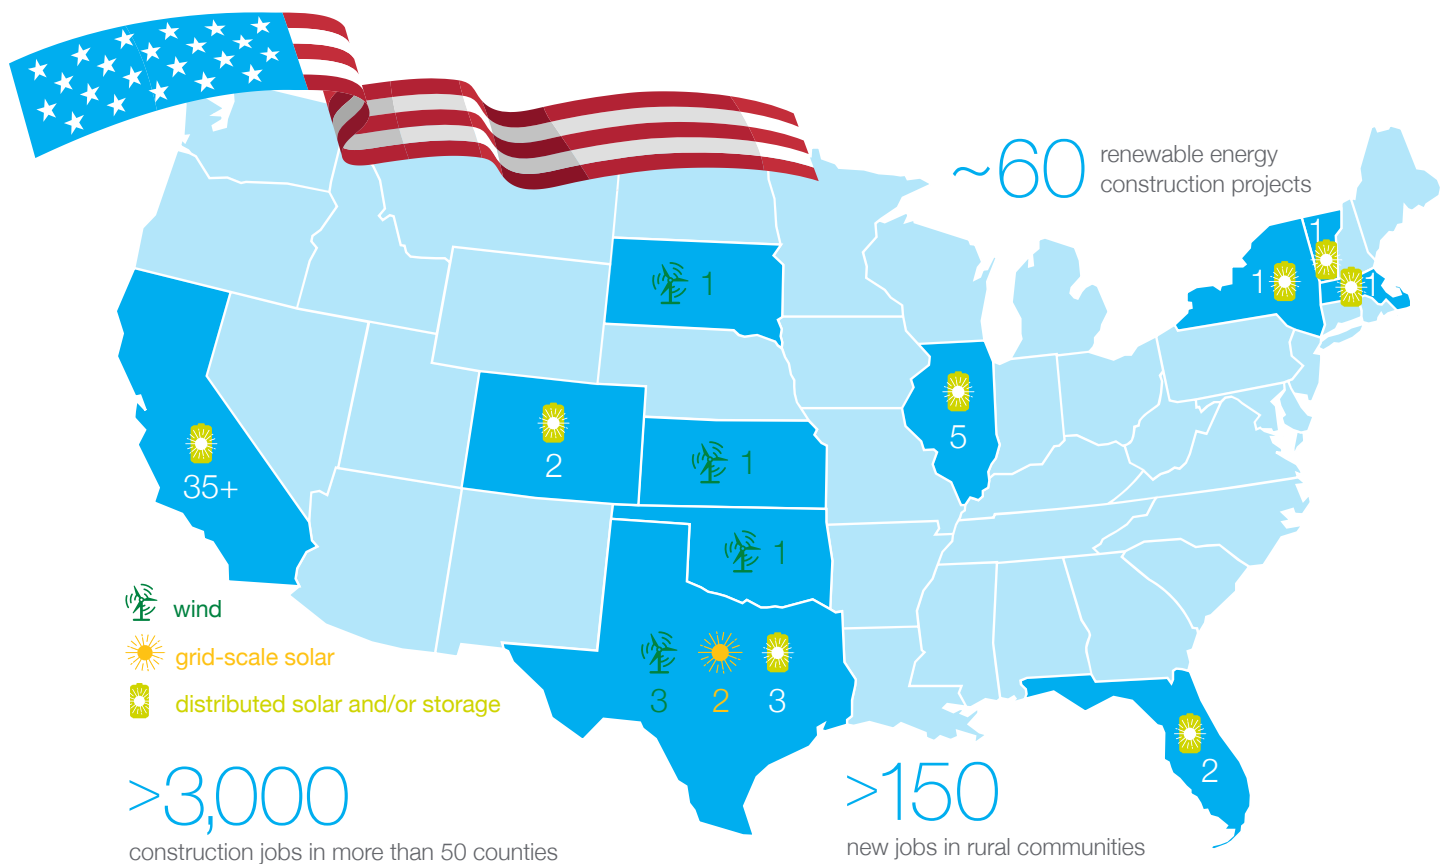 ~60
renewable energy
construction projects
1
1
1
1
5
35+
2
1
1
wind
grid-scale solar
distributed solar and/or storage
3
2
3
2
>3,000
construction jobs in more than 50 counties
>150
new jobs in rural communities